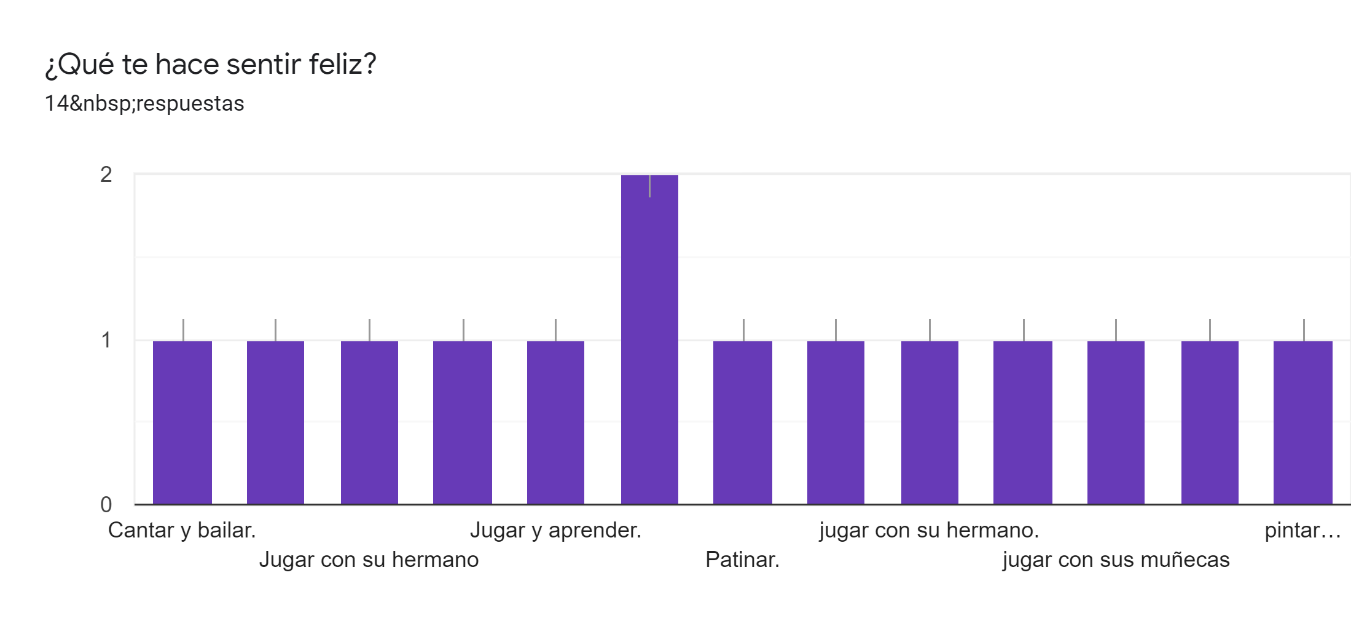 ¿Qué te hace sentir feliz?
14&nbsp;respuestas
2
1
0
Cantar y bailar.
Jugar con su hermano
Jugar y aprender.
Patinar.
jugar con su hermano.
jugar con sus muñecas
pintar…